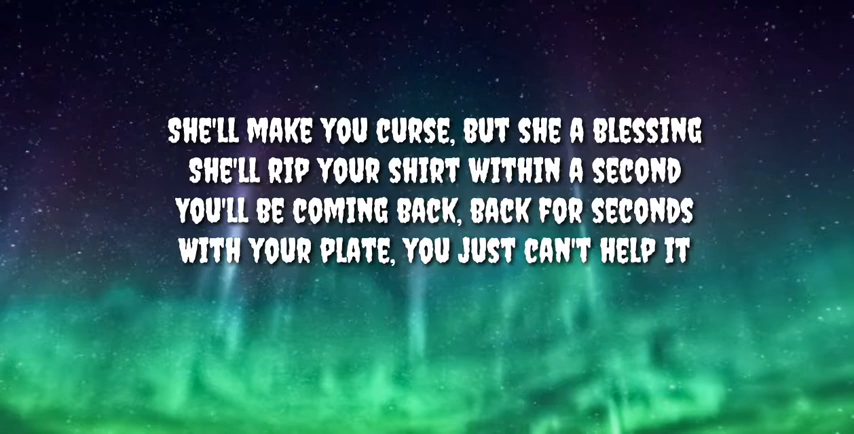 SHE'LL MAKE YOU CURSE, BUT SHE A BLESSING
SHE'LL RIP YOUR SHIRT WITHIN A SECOND
YOU'LL BE COMING BACK, BACK FOR SECONDS
WITH YOUR PLATE, YOU JUST CAN'T HELP IT